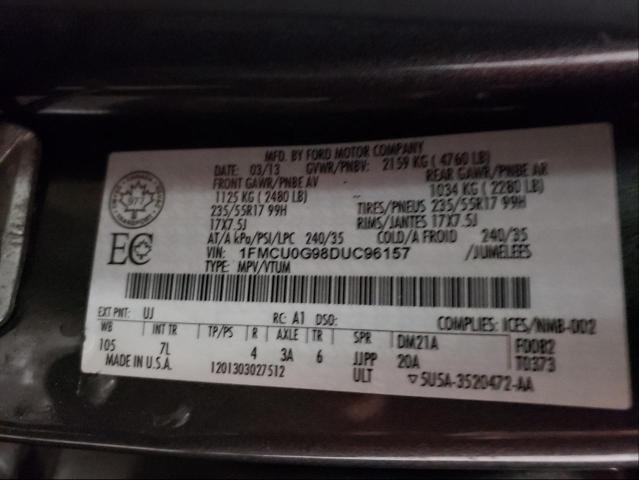 MFD. BY FORD MOTOR COMPANY
DATE: 03/13 GVWR/PNBV: 2159 KG ( 4760 LB)
FRONT GAWR/PNBE AV REAR GAWR/PNBE AR
1125 KG ( 2480 LB) 1034 KG ( 2280 LB)
235/55R17 99H TIRES/PNEUS 235/55R17 99H
17X7.5J RIMS/JANTES 17X7.5J
AT/A kPa/PSI/LPC 240/35 COLD/A FROID 240/35
VIN: 1FMCU0G98DUC96157 /JUMELEES
TYPE: MPV/VTUM
EC
EXT PNT: UJ RC: A1 DSO: COMPLIES: ICES/NMB-002
WB INT TR TP/PS R AXLE TR SPR DM21A F00B2
105 7L 4 3A 6 JJPP 20A T0373
MADE IN U.S.A. 1201303027512 ULT ▽5U5A-3520472-AA